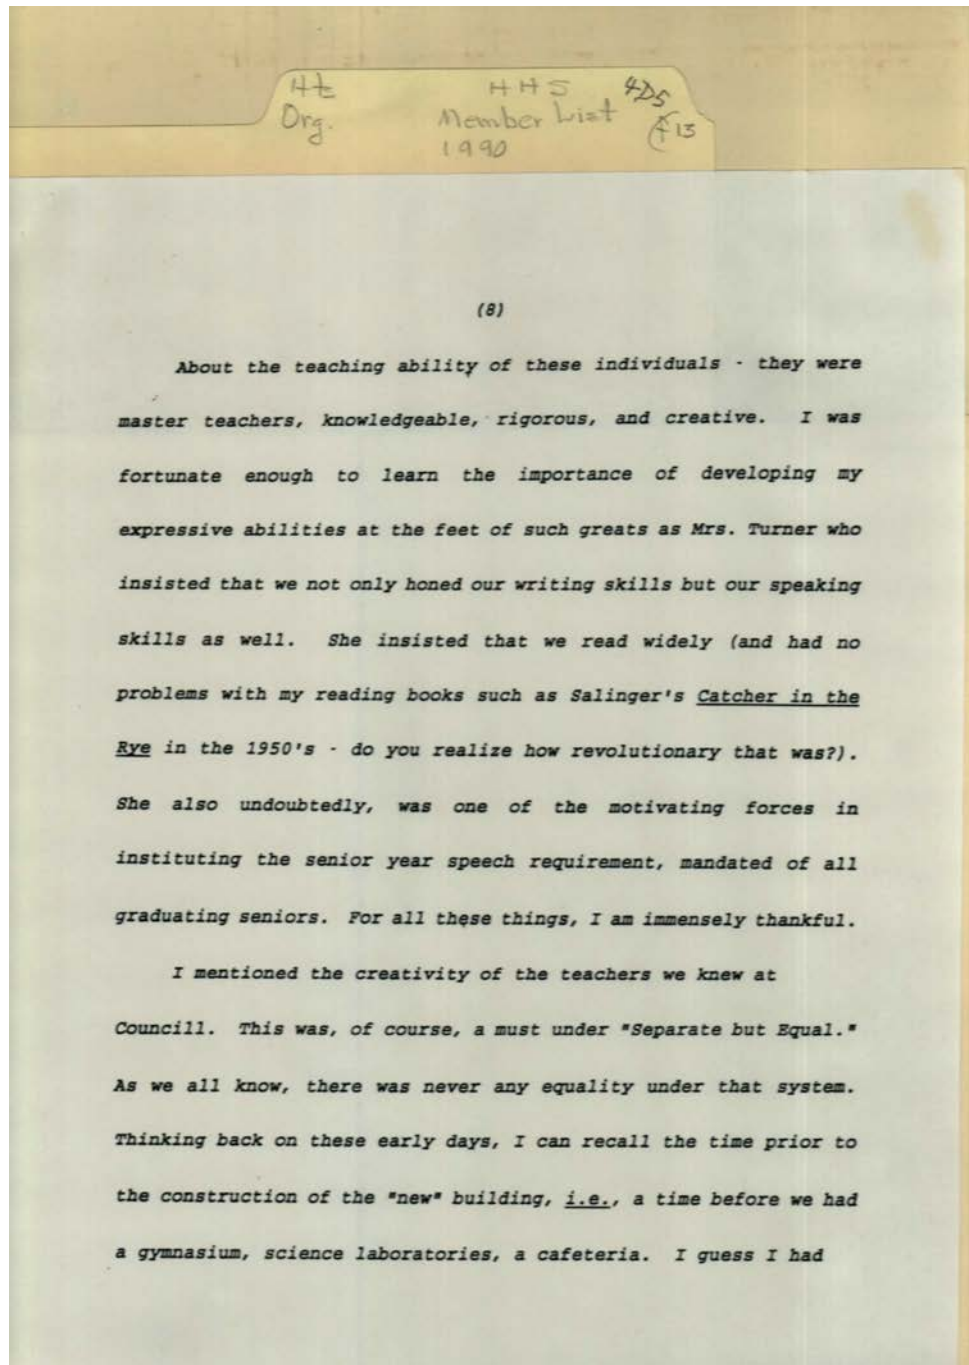 Ht
Org.
HHS
Member List
1990
4D5
f 13
(8)
About the teaching ability of these individuals - they were
master teachers, knowledgeable, rigorous, and creative. I was
fortunate enough to learn the importance of developing my
expressive abilities at the feet of such greats as Mrs. Turner who
insisted that we not only honed our writing skills but our speaking
skills as well. She insisted that we read widely (and had no
problems with my reading books such as Salinger's Catcher in the
Rye in the 1950's - do you realize how revolutionary that was?).
She also undoubtedly, was one of the motivating forces in
instituting the senior year speech requirement, mandated of all
graduating seniors. For all these things, I am immensely thankful.
I mentioned the creativity of the teachers we knew at
Councill. This was, of course, a must under "Separate but Equal."
As we all know, there was never any equality under that system.
Thinking back on these early days, I can recall the time prior to
the construction of the "new" building, i.e., a time before we had
a gymnasium, science laboratories, a cafeteria. I guess I had